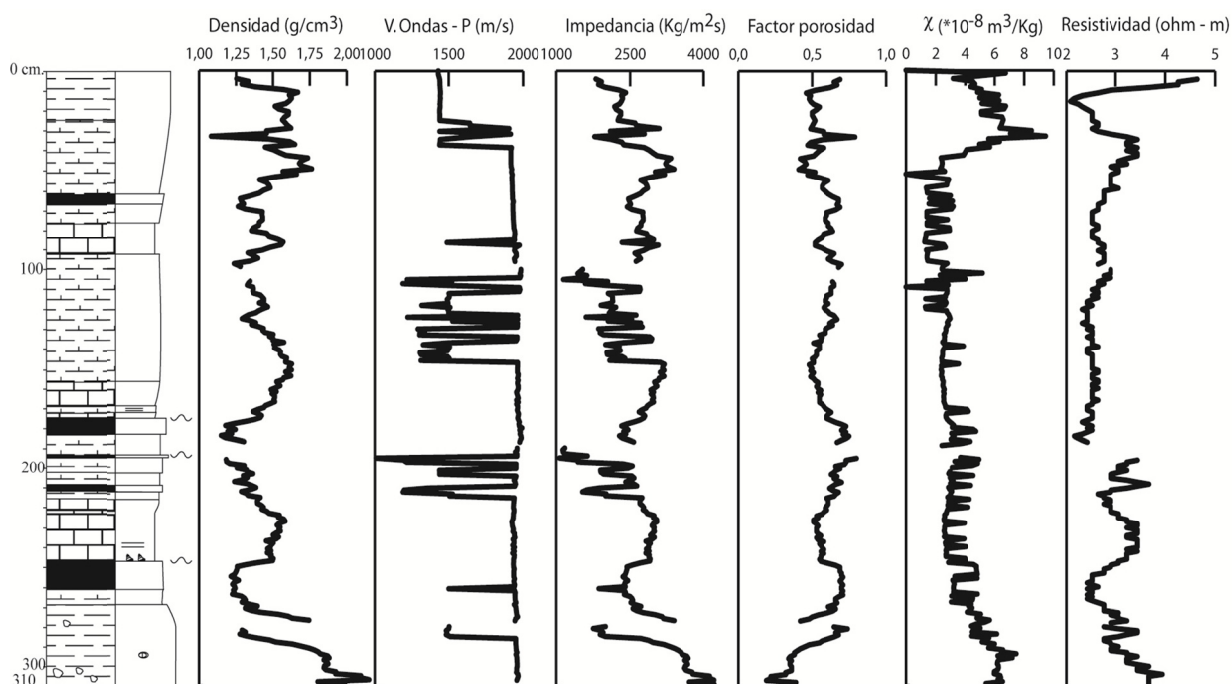 Densidad (g/cm3) V. Ondas - P (m/s) Impedancia (Kg/m2s) Factor porosidad χ (*10-8 m3/Kg) Resistividad (ohm - m)
1,00 1,25 1,50 1,75 2,00 1000 1500 2000 1000 2500 4000 0,0 0,5 1,0 0 2 4 6 8 10 2 3 4 5
0 cm.
100
200
300
310